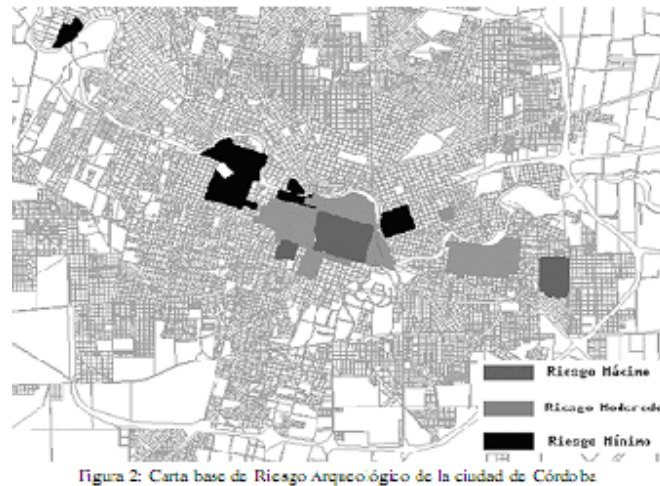 Riesgo Máximo
Riesgo Moderado
Riesgo Mínimo
Figura 2: Carta base de Riesgo Arqueológico de la ciudad de Córdoba